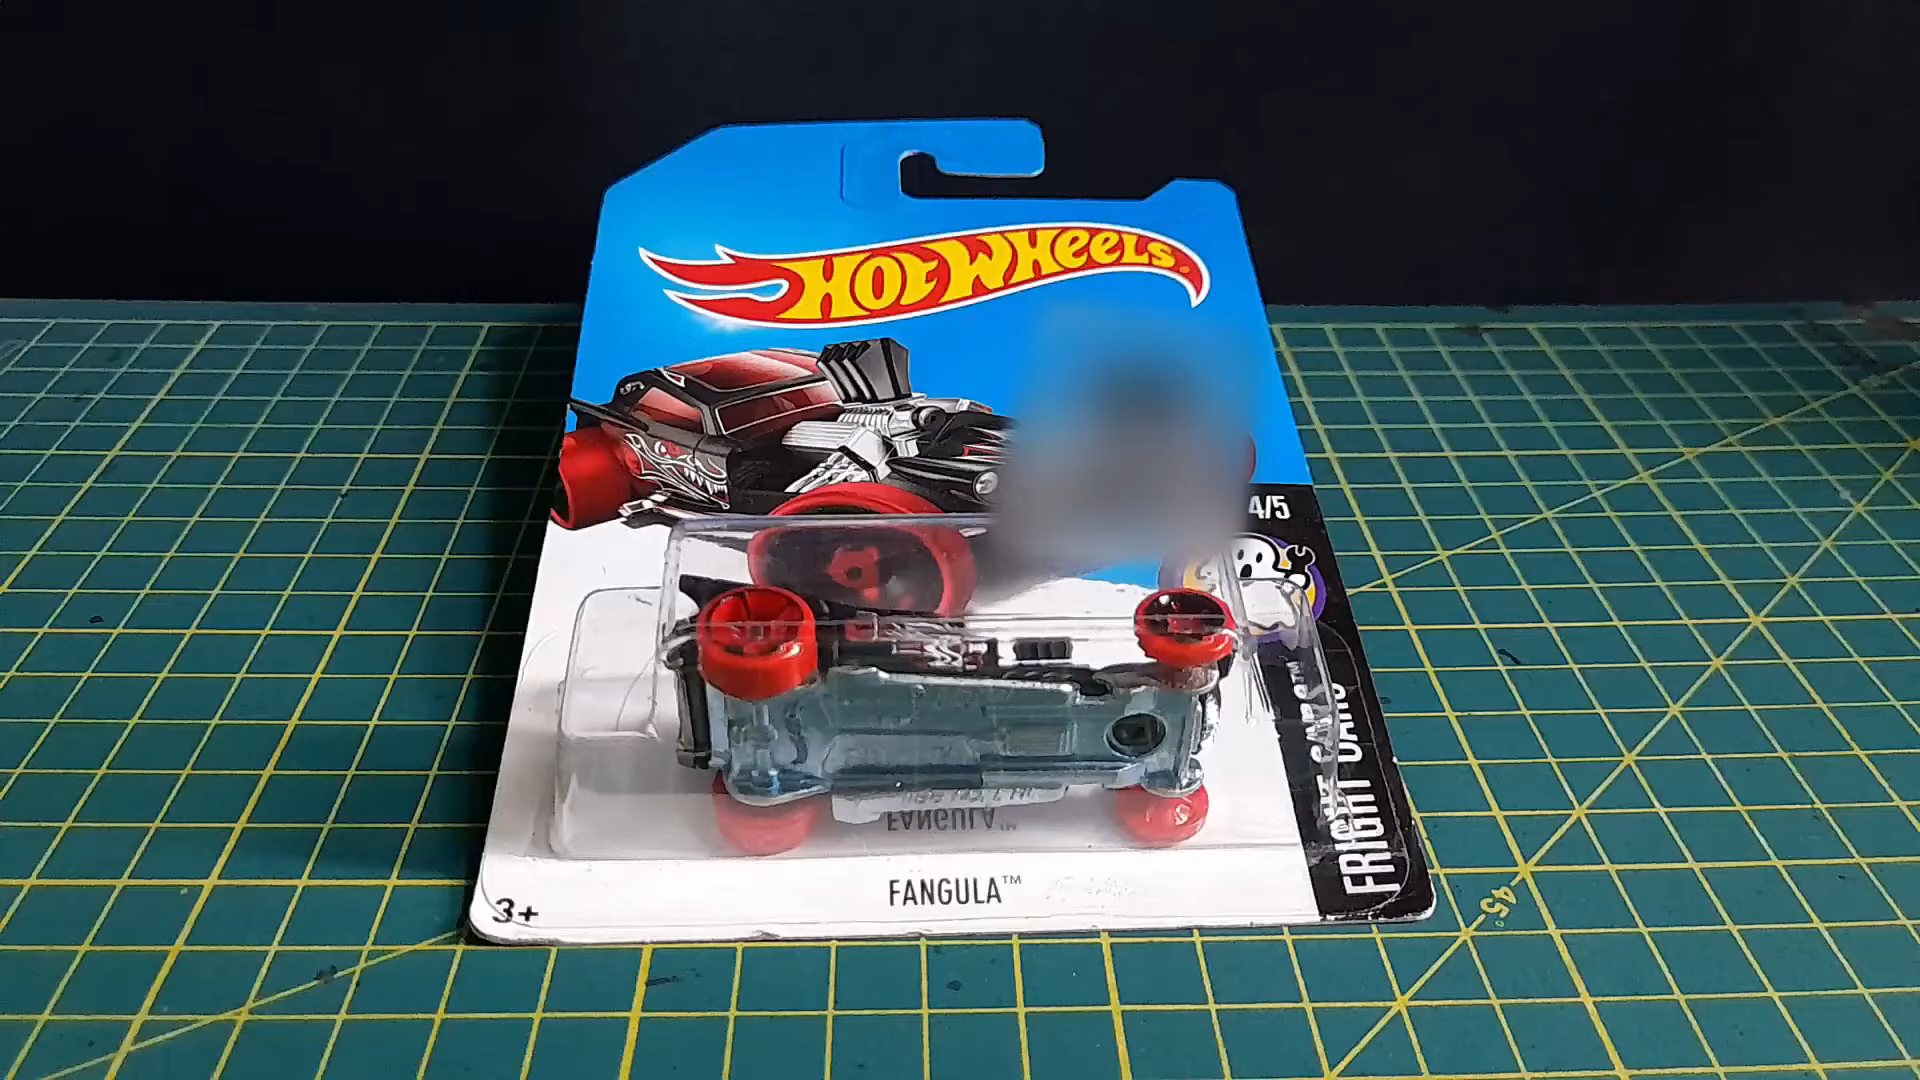 HOT WHEELS
4/5
FRIGHT CARS™
FANGULA™
3+
45°